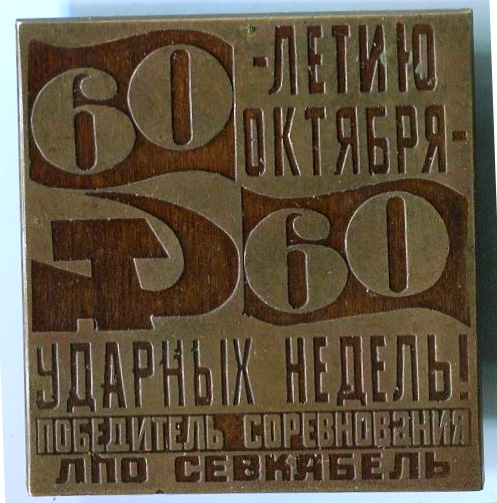 60-ЛЕТИЮ
ОКТЯБРЯ-
60
УДАРНЫХ НЕДЕЛЬ!
ПОБЕДИТЕЛЬ СОРЕВНОВАНИЯ
ЛПО СЕВКАБЕЛЬ